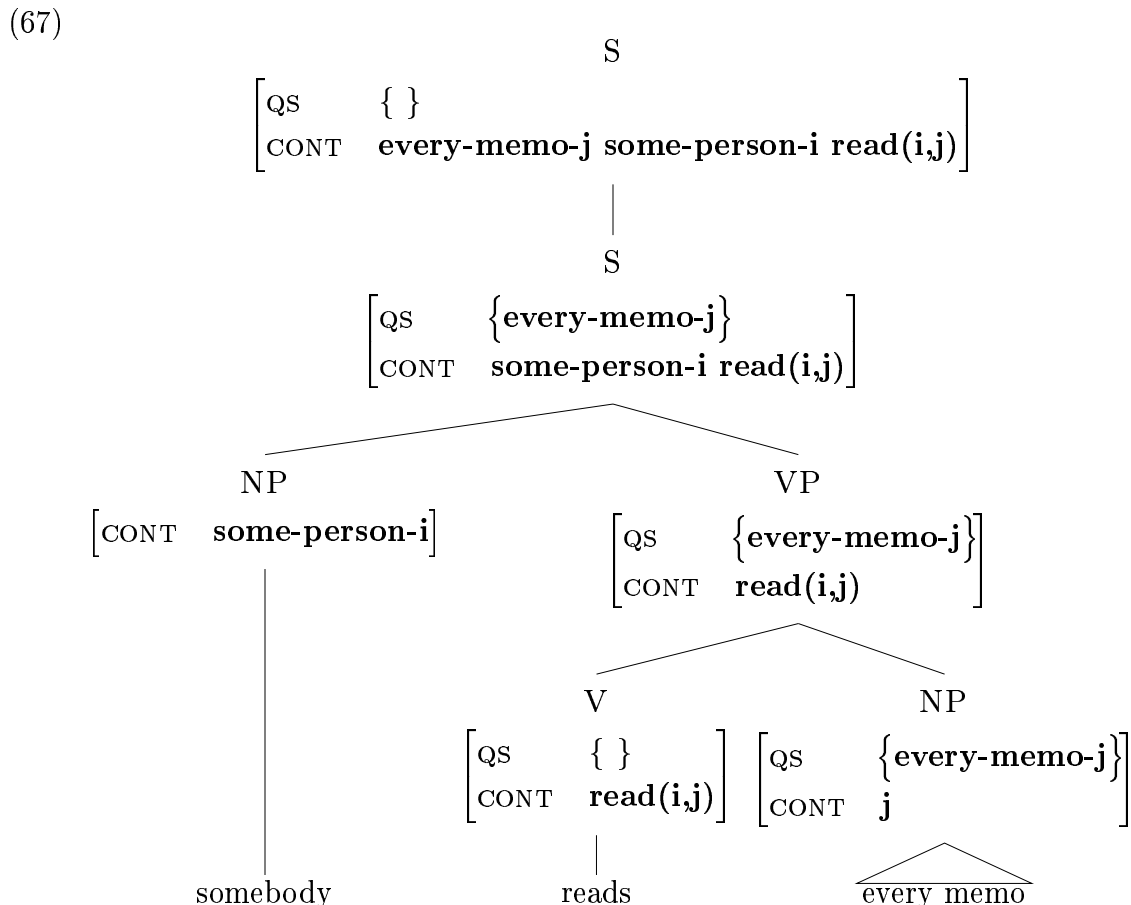 (67)
S
QS { }
CONT every-memo-j some-person-i read(i,j)
S
QS {every-memo-j}
CONT some-person-i read(i,j)
NP VP
CONT some-person-i
QS {every-memo-j}
CONT read(i,j)
V NP
QS { } QS {every-memo-j}
CONT read(i,j) CONT j
somebody reads every memo